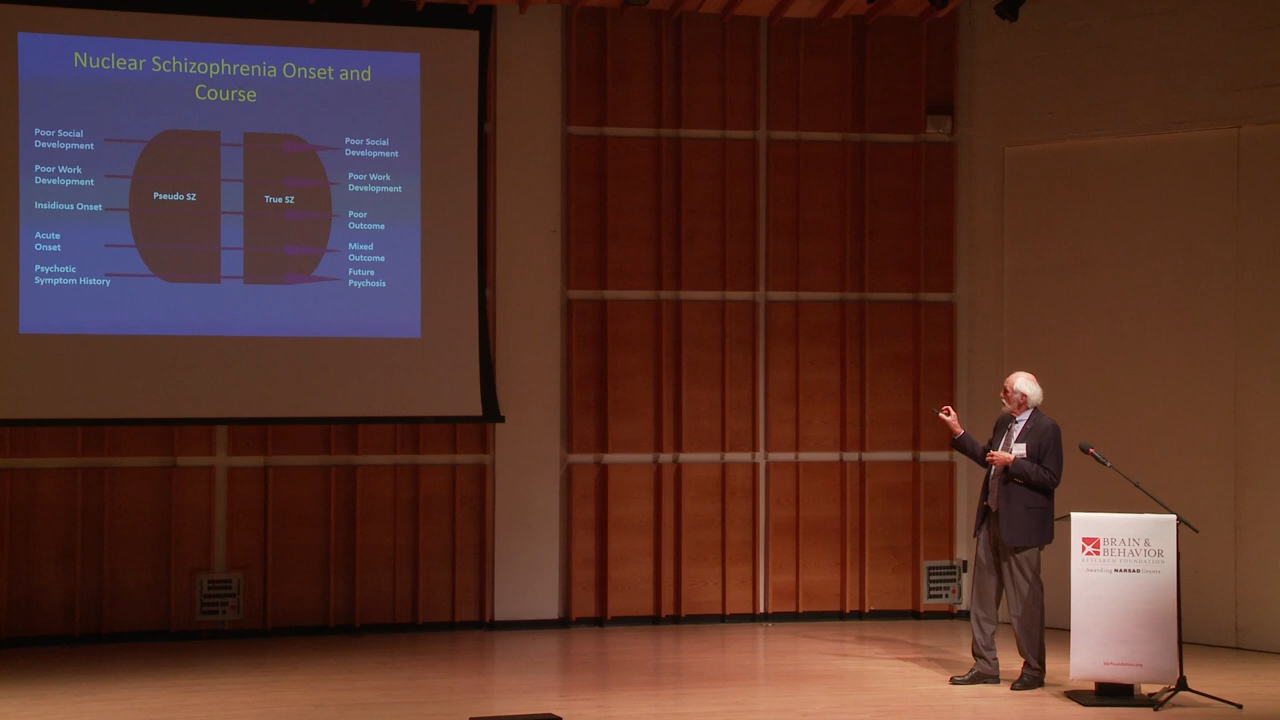 Nuclear Schizophrenia Onset and
Course
Poor Social
Development
Poor Work
Development
Insidious Onset
Acute
Onset
Psychotic
Symptom History
Pseudo SZ
True SZ
Poor Social
Development
Poor Work
Development
Poor
Outcome
Mixed
Outcome
Future
Psychosis
BRAIN &
BEHAVIOR
RESEARCH FOUNDATION
Awarding NARSAD Grants
bbrfoundation.org